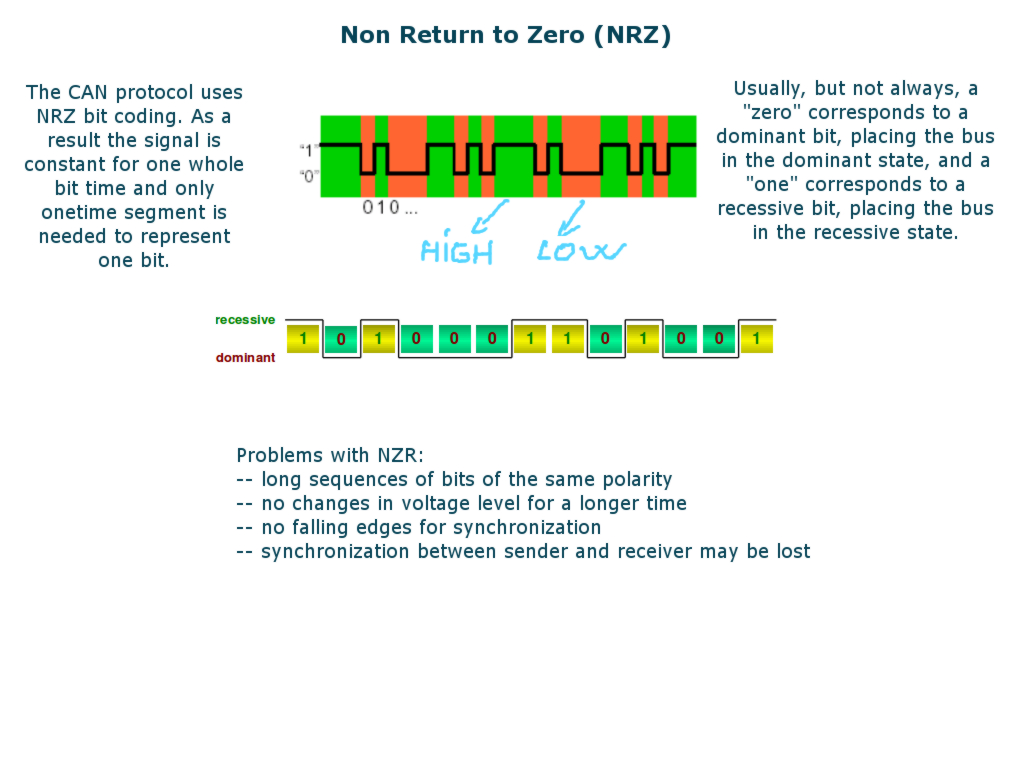 Non Return to Zero (NRZ)
The CAN protocol uses
NRZ bit coding. As a
result the signal is
constant for one whole
bit time and only
onetime segment is
needed to represent
one bit.
"1"
"0"
0 1 0 ...
HIGH LOW
Usually, but not always, a
"zero" corresponds to a
dominant bit, placing the bus
in the dominant state, and a
"one" corresponds to a
recessive bit, placing the bus
in the recessive state.
recessive
1 0 1 0 0 0 1 1 0 1 0 0 1
dominant
Problems with NZR:
-- long sequences of bits of the same polarity
-- no changes in voltage level for a longer time
-- no falling edges for synchronization
-- synchronization between sender and receiver may be lost